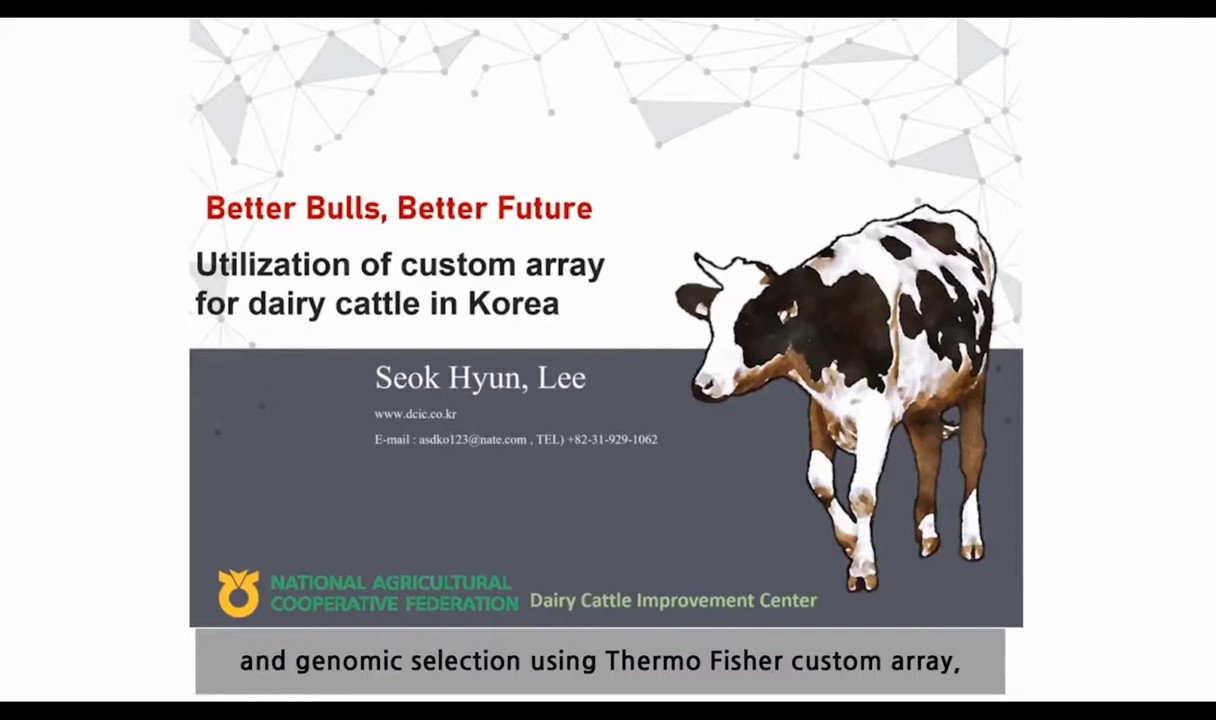 Better Bulls, Better Future
Utilization of custom array
for dairy cattle in Korea
Seok Hyun, Lee
www.dcic.co.kr
E-mail : asdko123@nate.com , TEL) +82-31-929-1062
NATIONAL AGRICULTURAL
COOPERATIVE FEDERATION
Dairy Cattle Improvement Center
and genomic selection using Thermo Fisher custom array,